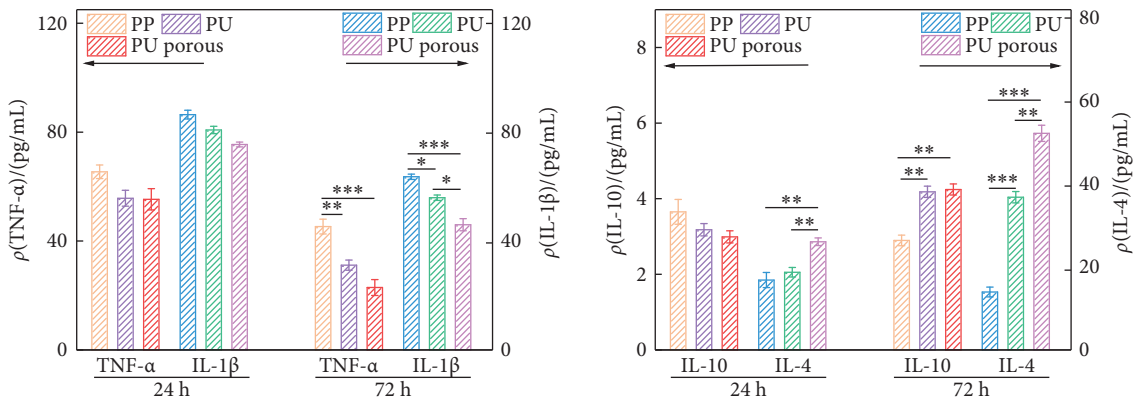 120
80
40
0
ρ(TNF-α)/(pg/mL)
PP PU
PU porous
PP PU
PU porous
120
80
40
0
ρ(IL-1β)/(pg/mL)
***
**
***
*
*
TNF-α IL-1β TNF-α IL-1β
24 h 72 h
8
6
4
2
0
ρ(IL-10)/(pg/mL)
PP PU
PU porous
PP PU
PU porous
80
60
40
20
0
ρ(IL-4)/(pg/mL)
**
**
**
**
***
**
***
IL-10 IL-4 IL-10 IL-4
24 h 72 h